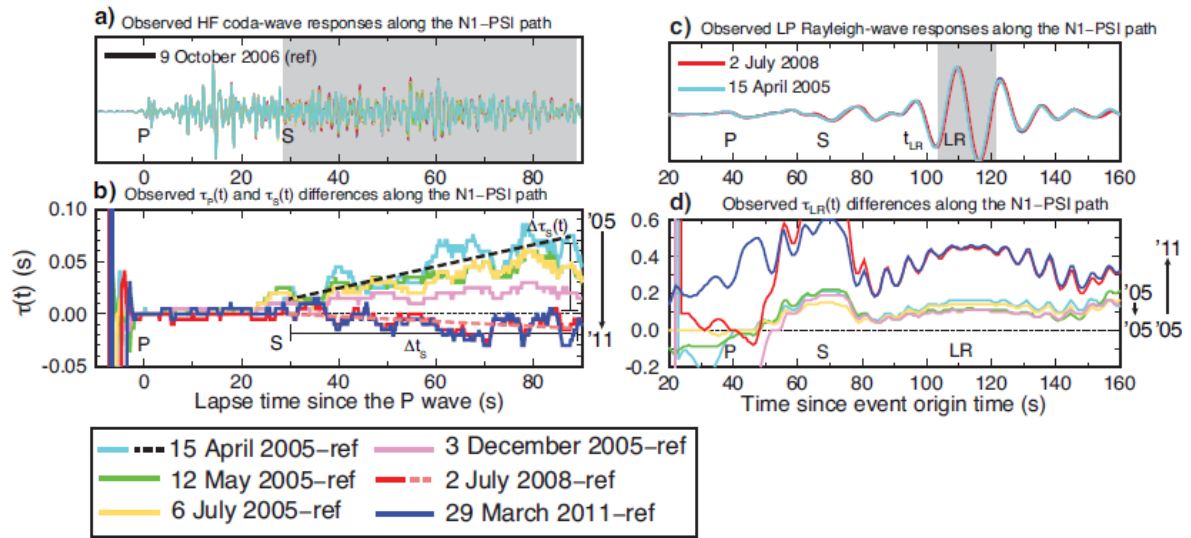 a) Observed HF coda-wave responses along the N1-PSI path
9 October 2006 (ref)
P
S
0 20 40 60 80
b) Observed τP(t) and τS(t) differences along the N1-PSI path
0.10
0.05
0.00
-0.05
τ(t) (s)
P
S
ΔτS(t)
ΔtS
'05
'11
0 20 40 60 80
Lapse time since the P wave (s)
c) Observed LP Rayleigh-wave responses along the N1-PSI path
2 July 2008
15 April 2005
P
S
tLR
LR
20 40 60 80 100 120 140 160
d) Observed τLR(t) differences along the N1-PSI path
0.6
0.4
0.2
0.0
-0.2
P
S
LR
'11
'05
'05 '05
20 40 60 80 100 120 140 160
Time since event origin time (s)
15 April 2005-ref
3 December 2005-ref
12 May 2005-ref
2 July 2008-ref
6 July 2005-ref
29 March 2011-ref